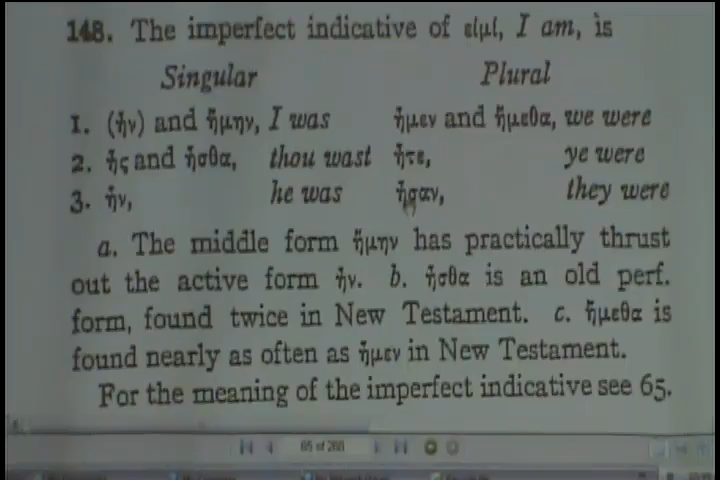 148. The imperfect indicative of εἰμί, I am, is
Singular Plural
1. (ἦν) and ἤμην, I was ἦμεν and ἤμεθα, we were
2. ἦς and ἦσθα, thou wast ἦτε, ye were
3. ἦν, he was ἦσαν, they were
a. The middle form ἤμην has practically thrust
out the active form ἦν. b. ἦσθα is an old perf.
form, found twice in New Testament. c. ἤμεθα is
found nearly as often as ἦμεν in New Testament.
For the meaning of the imperfect indicative see 65.
65 of 268